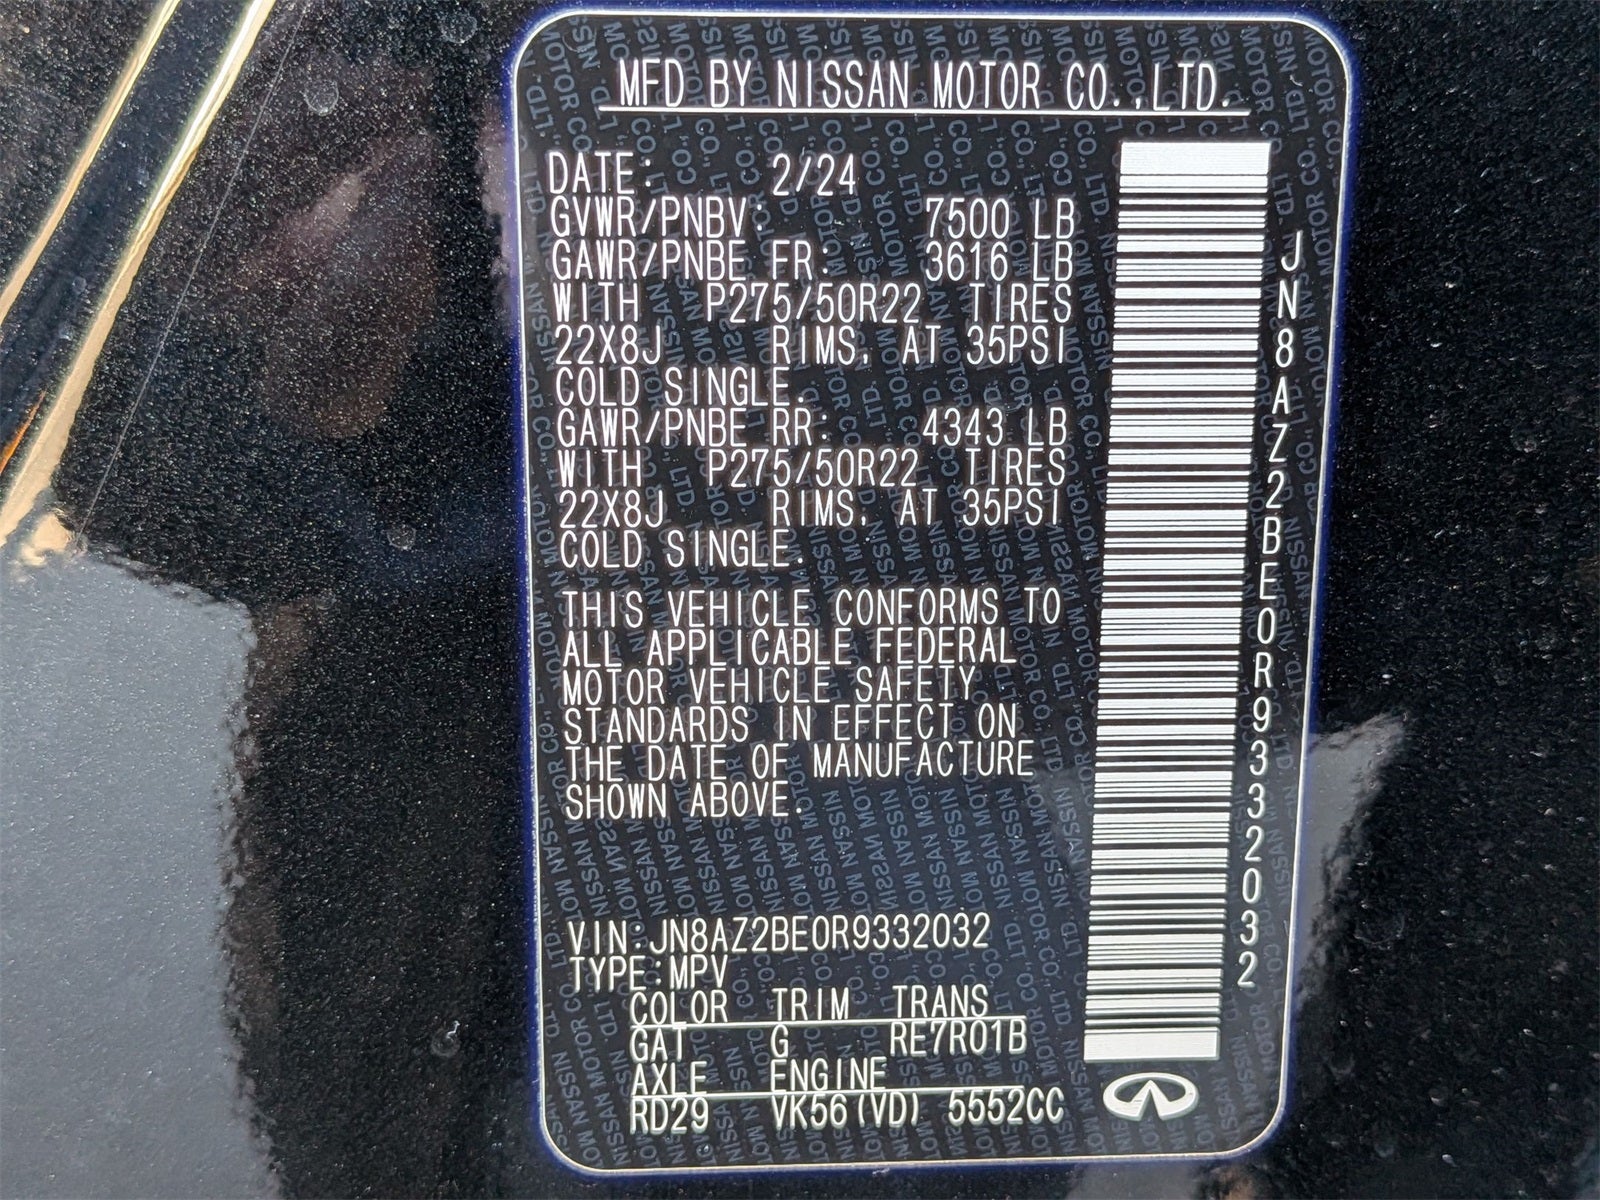 MFD BY NISSAN MOTOR CO.,LTD.
DATE: 2/24
GVWR/PNBV: 7500 LB
GAWR/PNBE FR: 3616 LB
WITH P275/50R22 TIRES
22X8J RIMS, AT 35PSI
COLD SINGLE.
GAWR/PNBE RR: 4343 LB
WITH P275/50R22 TIRES
22X8J RIMS, AT 35PSI
COLD SINGLE.
THIS VEHICLE CONFORMS TO
ALL APPLICABLE FEDERAL
MOTOR VEHICLE SAFETY
STANDARDS IN EFFECT ON
THE DATE OF MANUFACTURE
SHOWN ABOVE.
VIN:JN8AZ2BE0R9332032
TYPE:MPV
COLOR TRIM TRANS
GAT G RE7R01B
AXLE ENGINE
RD29 VK56(VD) 5552CC
JN8AZ2BE0R9332032